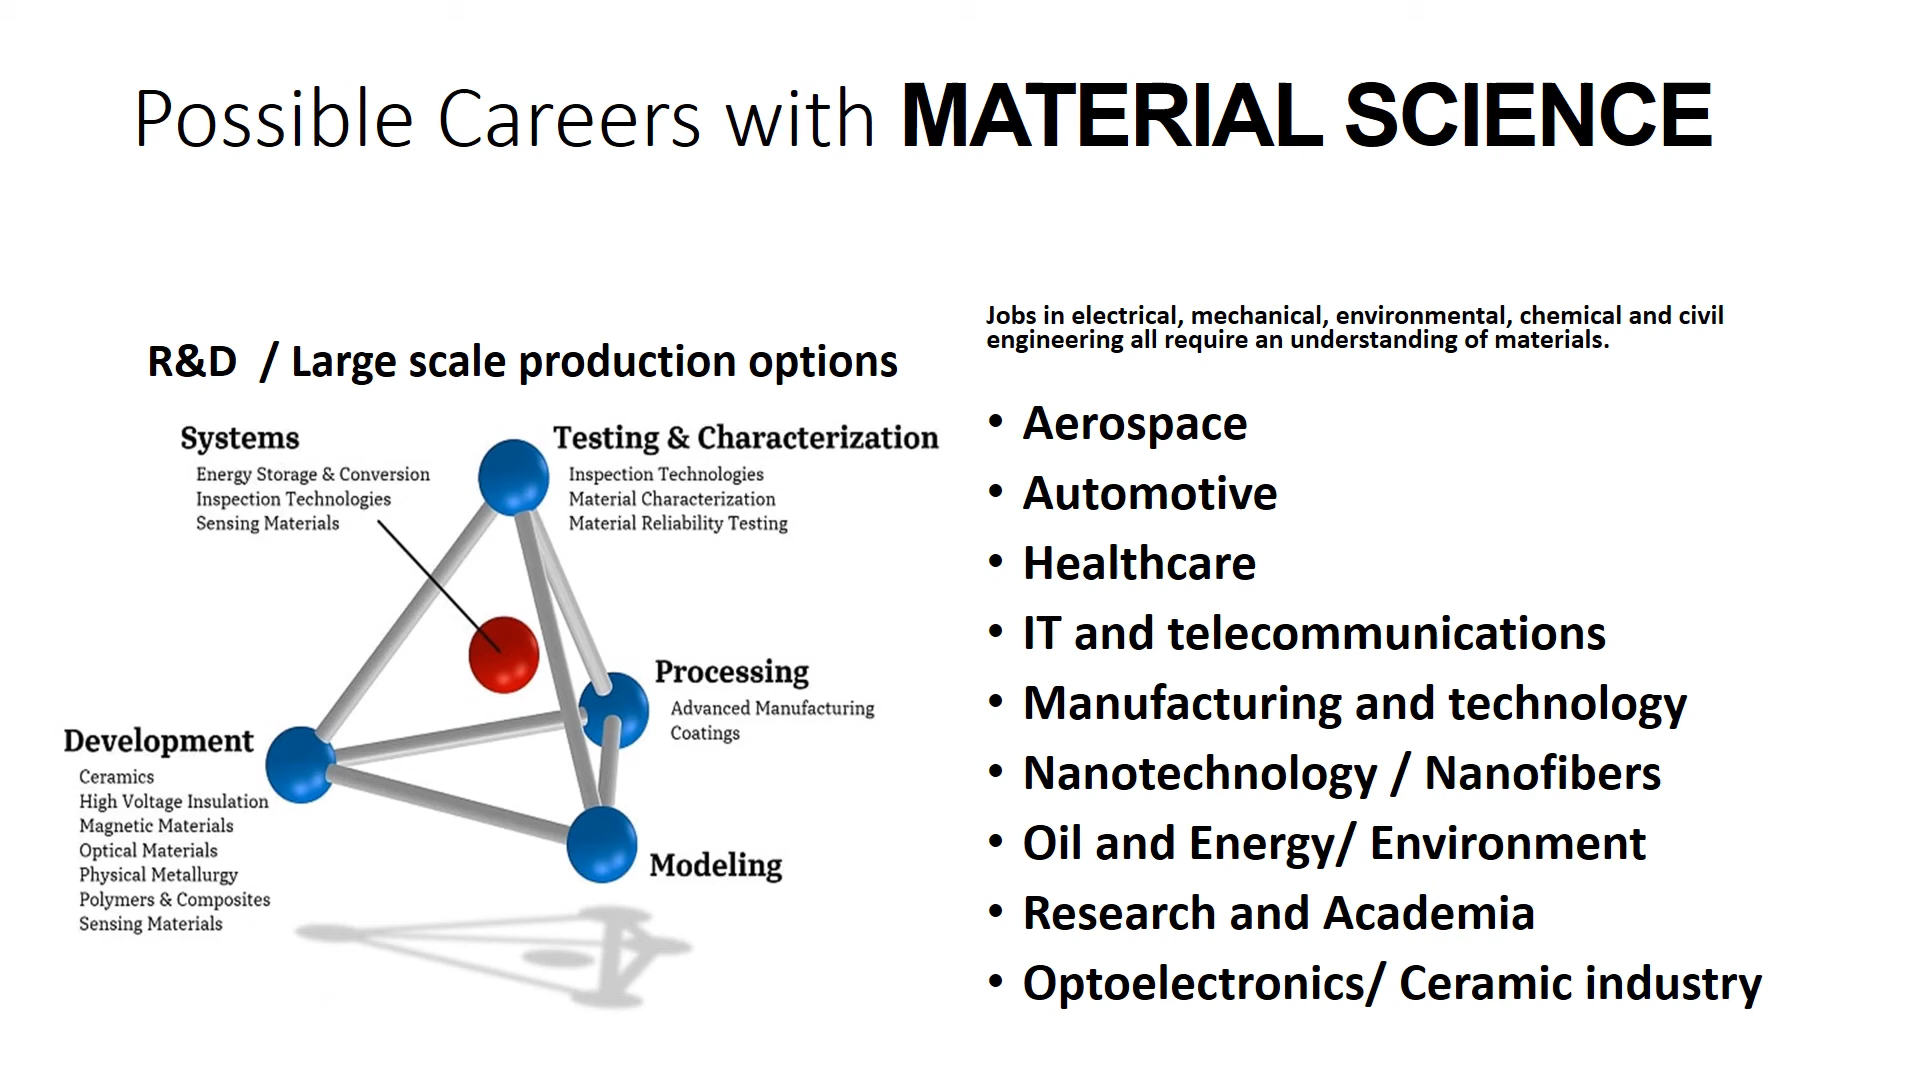 Possible Careers with MATERIAL SCIENCE
R&D / Large scale production options
Systems
Energy Storage & Conversion
Inspection Technologies
Sensing Materials
Testing & Characterization
Inspection Technologies
Material Characterization
Material Reliability Testing
Processing
Advanced Manufacturing
Coatings
Development
Ceramics
High Voltage Insulation
Magnetic Materials
Optical Materials
Physical Metallurgy
Polymers & Composites
Sensing Materials
Modeling
Jobs in electrical, mechanical, environmental, chemical and civil
engineering all require an understanding of materials.
• Aerospace
• Automotive
• Healthcare
• IT and telecommunications
• Manufacturing and technology
• Nanotechnology / Nanofibers
• Oil and Energy/ Environment
• Research and Academia
• Optoelectronics/ Ceramic industry